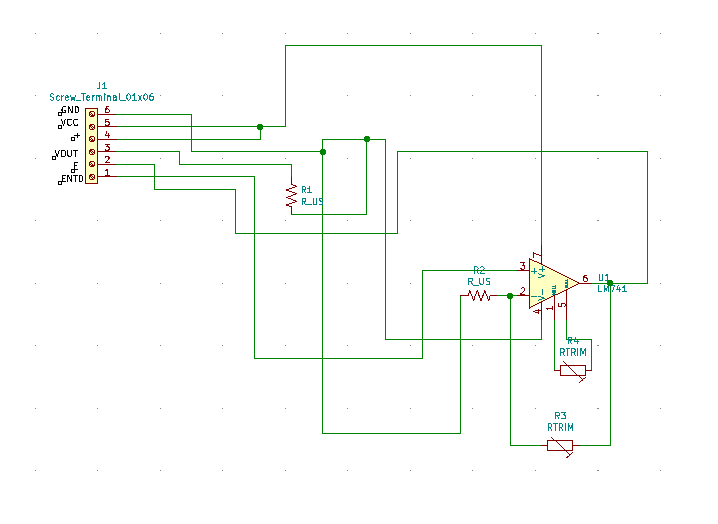 J1
Screw_Terminal_01x06
GND 6
VCC 5
+ 4
VOUT 3
F 2
ENTD 1
R1
R_US
R2
R_US
7
3 + V+
6 U1
LM741
2 - V-
4 1 5
R4
RTRIM
R3
RTRIM